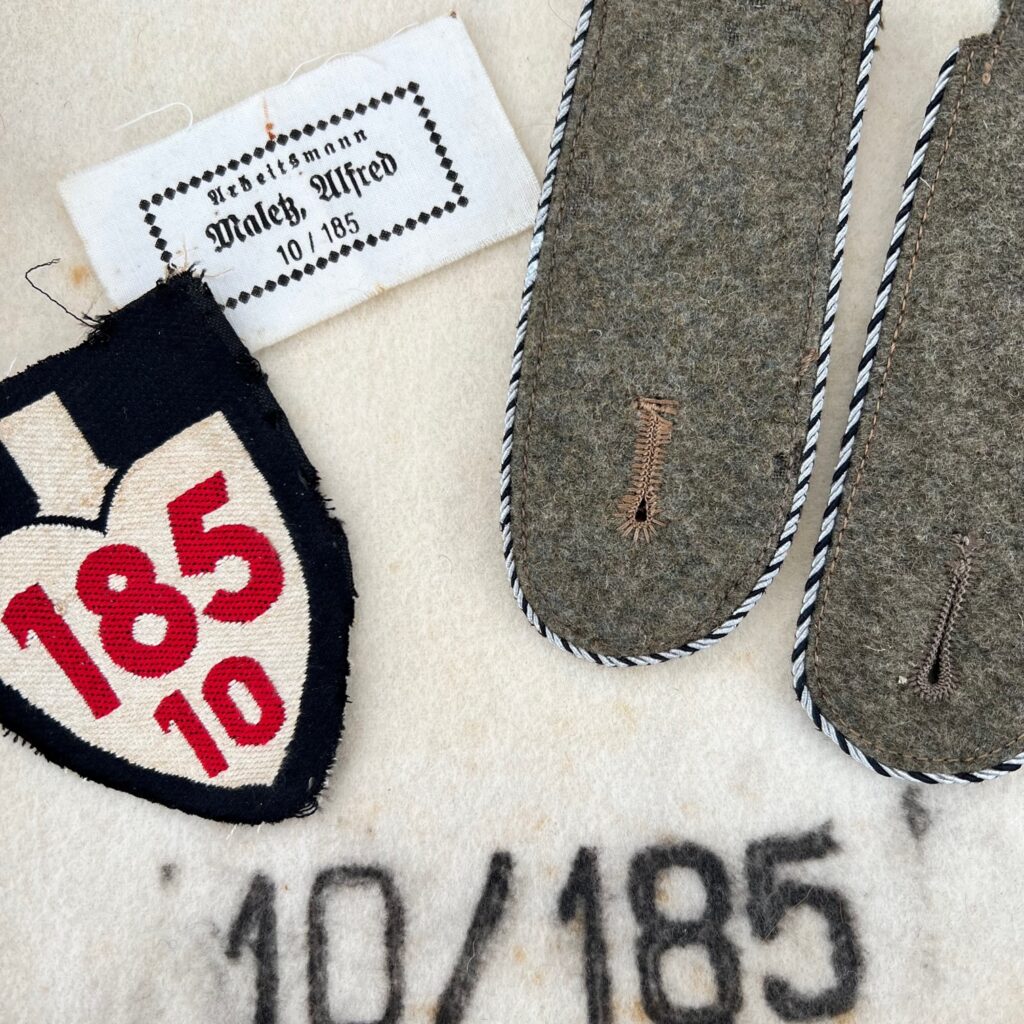 Arbeitsmann
Maletz, Alfred
10 / 185
185
10
10/185